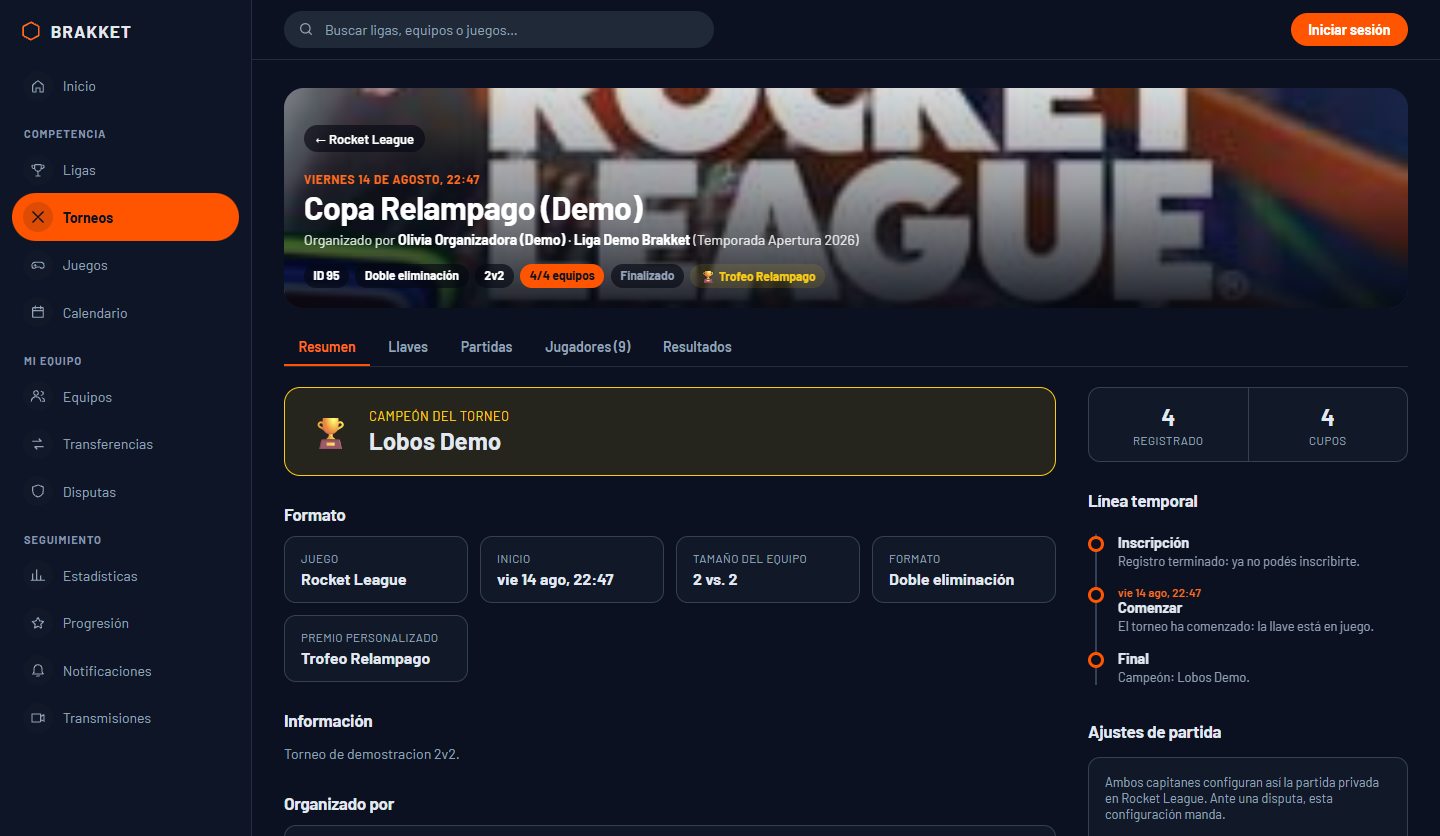 BRAKKET
Buscar ligas, equipos o juegos...
Iniciar sesión
Inicio
COMPETENCIA
Ligas
Torneos
Juegos
Calendario
MI EQUIPO
Equipos
Transferencias
Disputas
SEGUIMIENTO
Estadísticas
Progresión
Notificaciones
Transmisiones
ROCKET
LEAGUE
← Rocket League
VIERNES 14 DE AGOSTO, 22:47
Copa Relampago (Demo)
Organizado por Olivia Organizadora (Demo) · Liga Demo Brakket (Temporada Apertura 2026)
ID 95 Doble eliminación 2v2 4/4 equipos Finalizado Trofeo Relampago
Resumen Llaves Partidas Jugadores (9) Resultados
CAMPEÓN DEL TORNEO
Lobos Demo
Formato
JUEGO
Rocket League
INICIO
vie 14 ago, 22:47
TAMAÑO DEL EQUIPO
2 vs. 2
FORMATO
Doble eliminación
PREMIO PERSONALIZADO
Trofeo Relampago
Información
Torneo de demostracion 2v2.
Organizado por
4
REGISTRADO
4
CUPOS
Línea temporal
Inscripción
Registro terminado: ya no podés inscribirte.
vie 14 ago, 22:47
Comenzar
El torneo ha comenzado: la llave está en juego.
Final
Campeón: Lobos Demo.
Ajustes de partida
Ambos capitanes configuran así la partida privada
en Rocket League. Ante una disputa, esta
configuración manda.